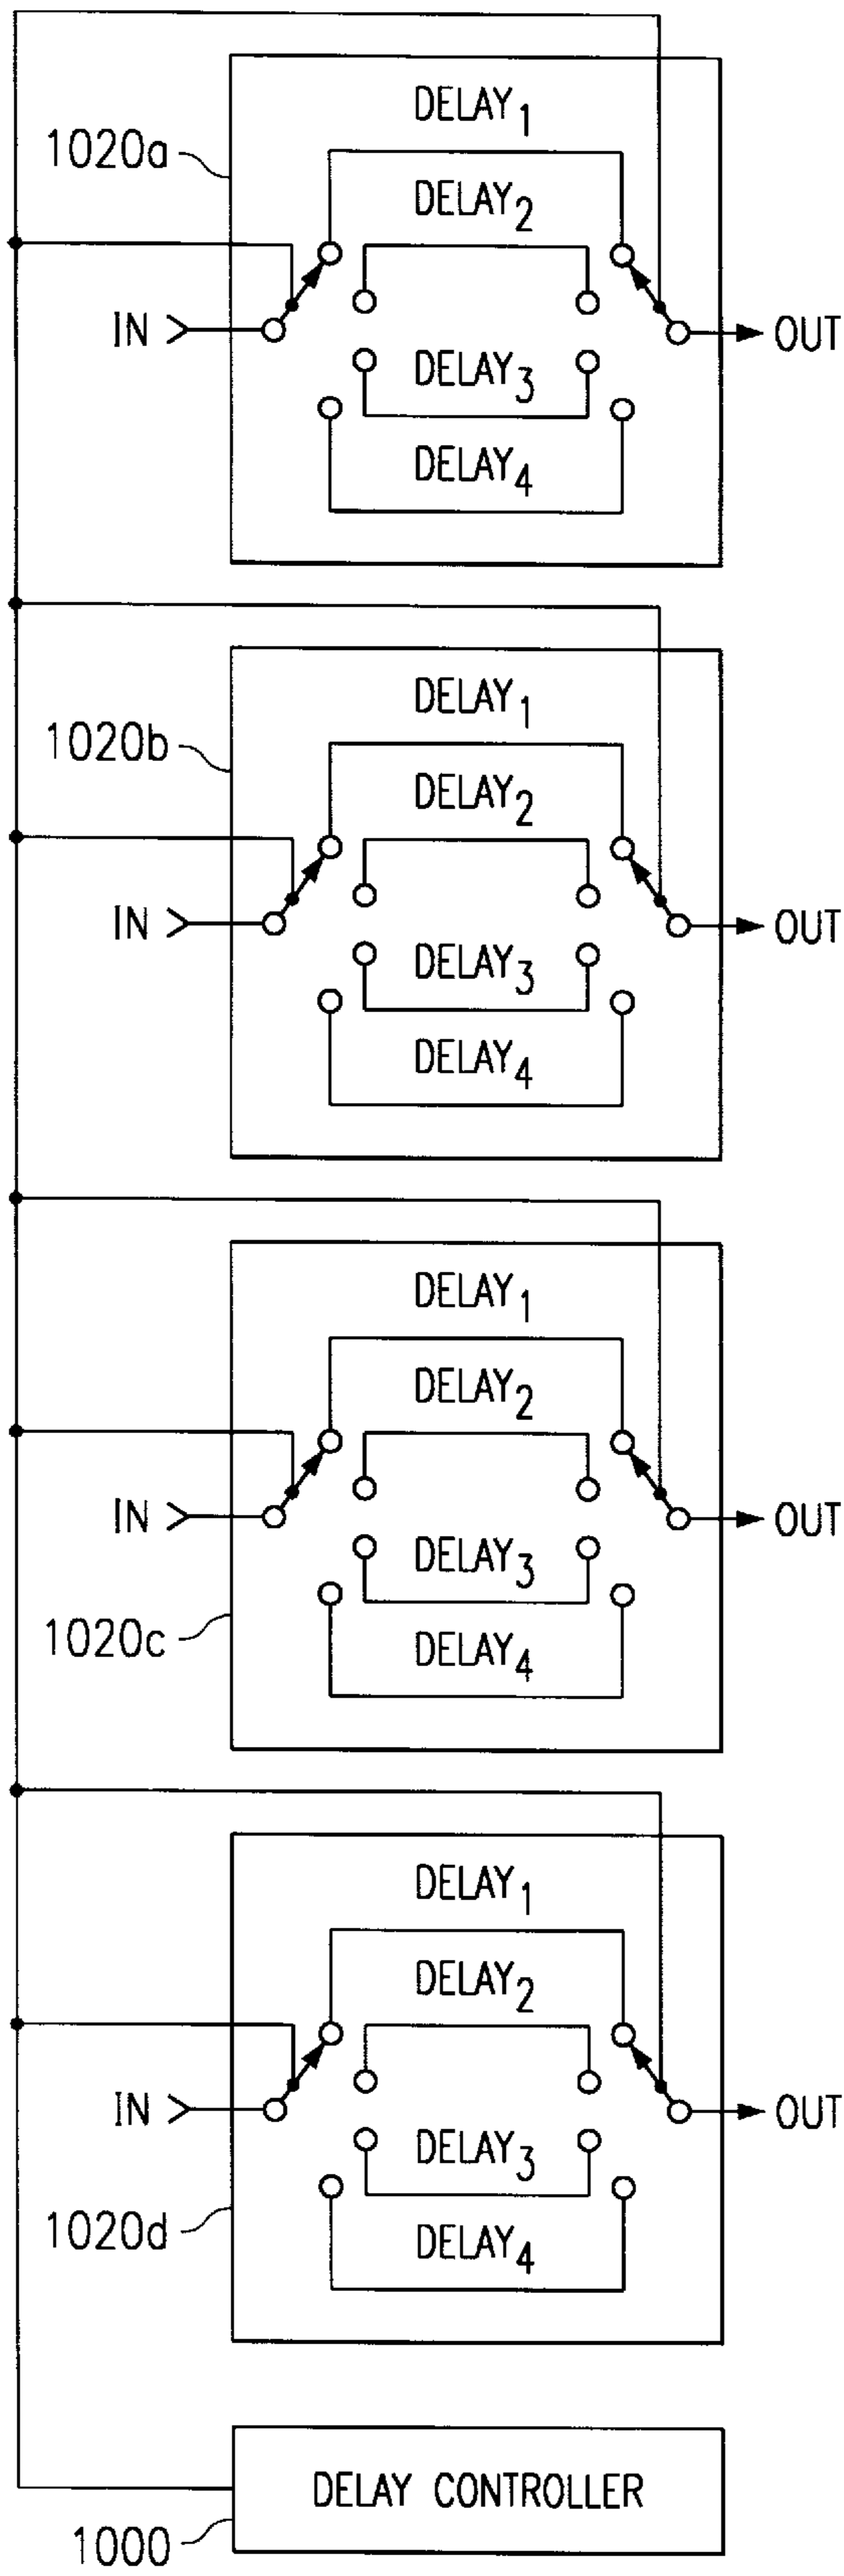 DELAY1
1020a
DELAY2
IN
OUT
DELAY3
DELAY4
DELAY1
1020b
DELAY2
IN
OUT
DELAY3
DELAY4
DELAY1
DELAY2
IN
OUT
DELAY3
1020c
DELAY4
DELAY1
DELAY2
IN
OUT
DELAY3
1020d
DELAY4
DELAY CONTROLLER
1000